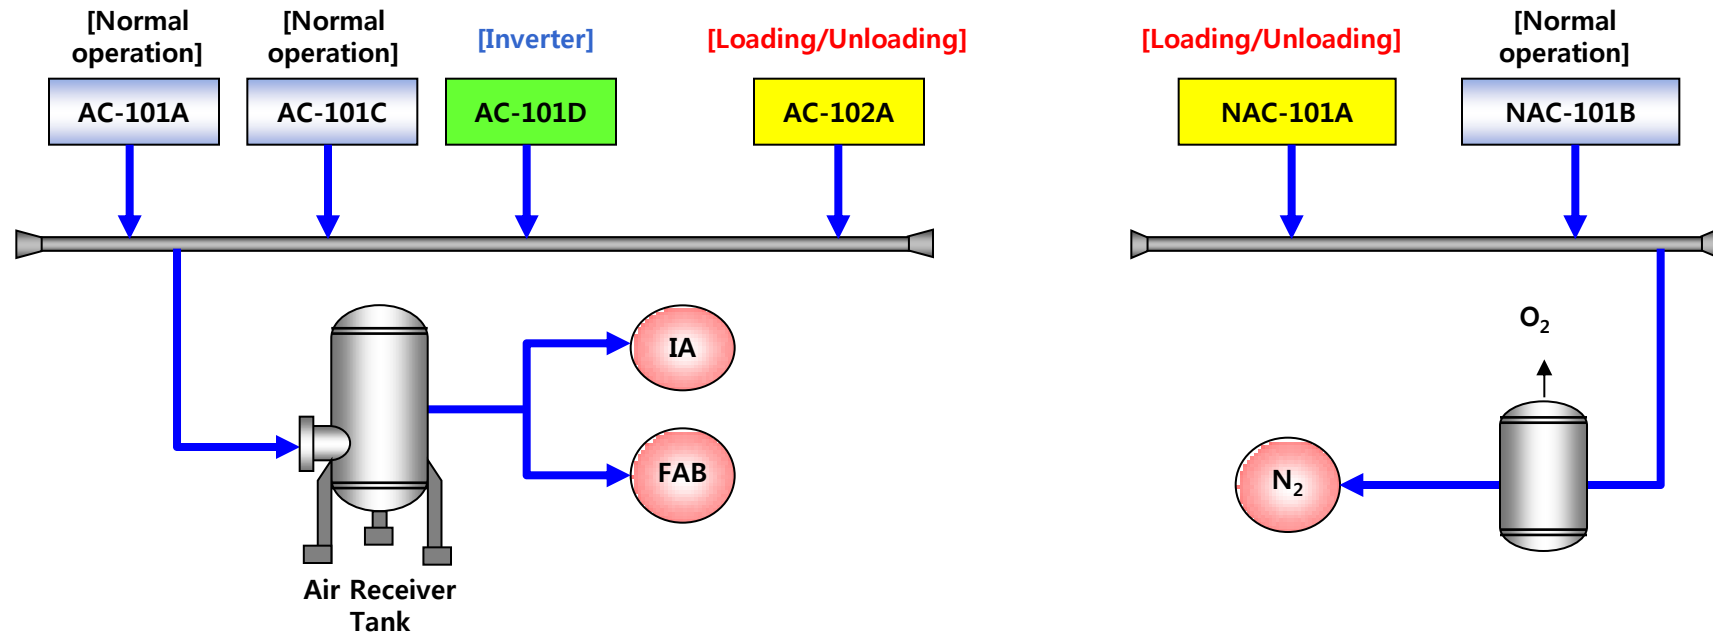 [Normal
operation]
[Normal
operation]
[Inverter]
[Loading/Unloading]
[Loading/Unloading]
[Normal
operation]
AC-101A
AC-101C
AC-101D
AC-102A
NAC-101A
NAC-101B
IA
FAB
Air Receiver
Tank
O₂
N₂